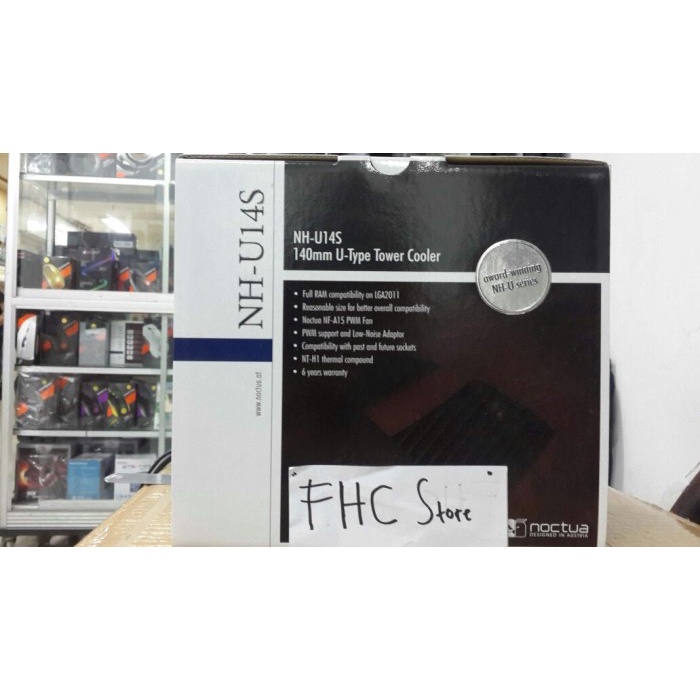 NH-U14S
www.noctua.at
NH-U14S
140mm U-Type Tower Cooler
award-winning
NH-U series
• Full RAM compatibility on LGA2011
• Reasonable size for better overall compatibility
• Noctua NF-A15 PWM Fan
• PWM support and Low-Noise Adaptor
• Compatibility with past and future sockets
• NT-H1 thermal compound
• 6 years warranty
FHC Store
noctua
DESIGNED IN AUSTRIA